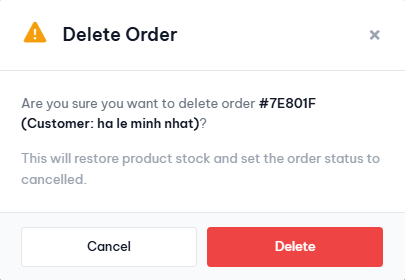 Delete Order
Are you sure you want to delete order #7E801F
(Customer: ha le minh nhat)?
This will restore product stock and set the order status to
cancelled.
Cancel
Delete